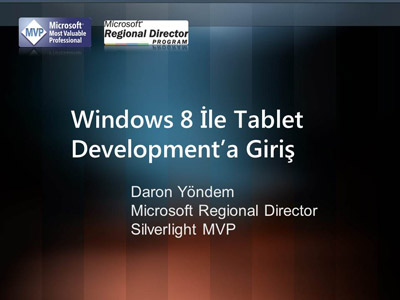 MVP
Microsoft®
Most Valuable
Professional
Microsoft®
Regional Director
PROGRAM
Windows 8 İle Tablet
Development'a Giriş
Daron Yöndem
Microsoft Regional Director
Silverlight MVP